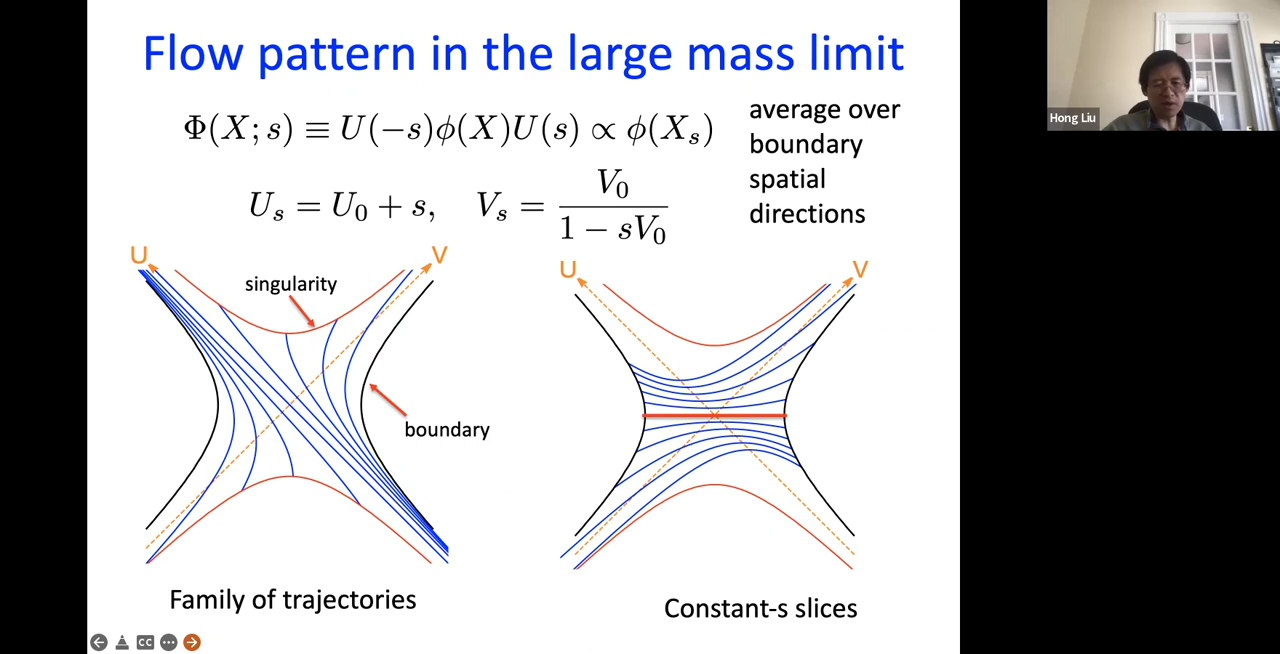 Flow pattern in the large mass limit
Φ(X; s) ≡ U(−s)ϕ(X)U(s) ∝ ϕ(X_s)
average over
boundary
spatial
directions
U_s = U_0 + s, V_s = V_0 / (1 − sV_0)
Hong Liu
U
V
singularity
boundary
U
V
Family of trajectories
Constant-s slices
CC